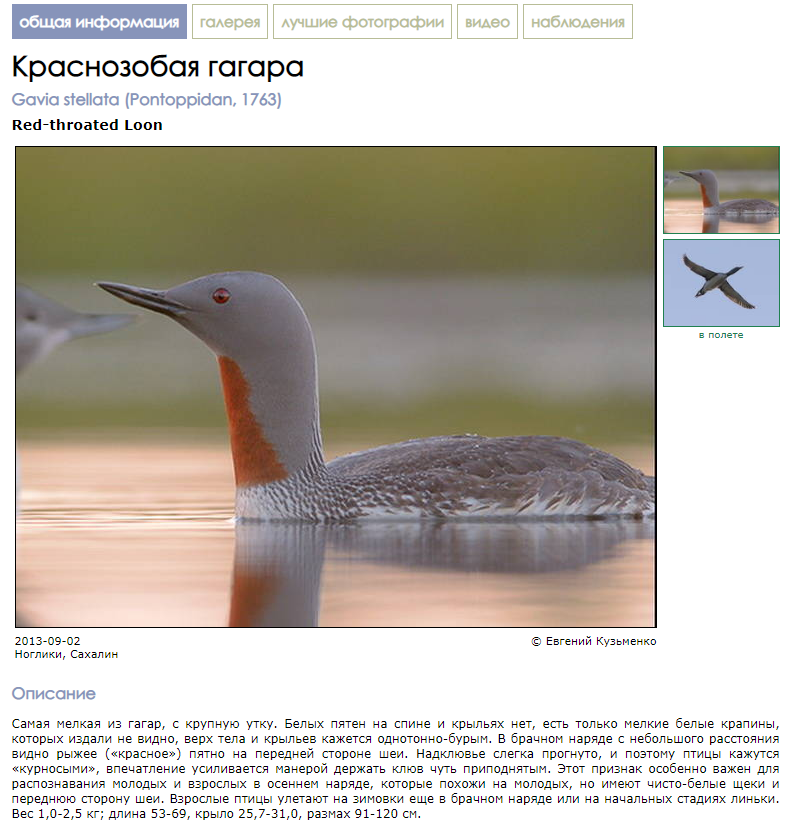 общая информация
галерея
лучшие фотографии
видео
наблюдения
Краснозобая гагара
Gavia stellata (Pontoppidan, 1763)
Red-throated Loon
в полете
2013-09-02
© Евгений Кузьменко
Ноглики, Сахалин
Описание
Самая мелкая из гагар, с крупную утку. Белых пятен на спине и крыльях нет, есть только мелкие белые крапины,
которых издали не видно, верх тела и крыльев кажется однотонно-бурым. В брачном наряде с небольшого расстояния
видно рыжее («красное») пятно на передней стороне шеи. Надклювье слегка прогнуто, и поэтому птицы кажутся
«курносыми», впечатление усиливается манерой держать клюв чуть приподнятым. Этот признак особенно важен для
распознавания молодых и взрослых в осеннем наряде, которые похожи на молодых, но имеют чисто-белые щеки и
переднюю сторону шеи. Взрослые птицы улетают на зимовки еще в брачном наряде или на начальных стадиях линьки.
Вес 1,0-2,5 кг; длина 53-69, крыло 25,7-31,0, размах 91-120 см.